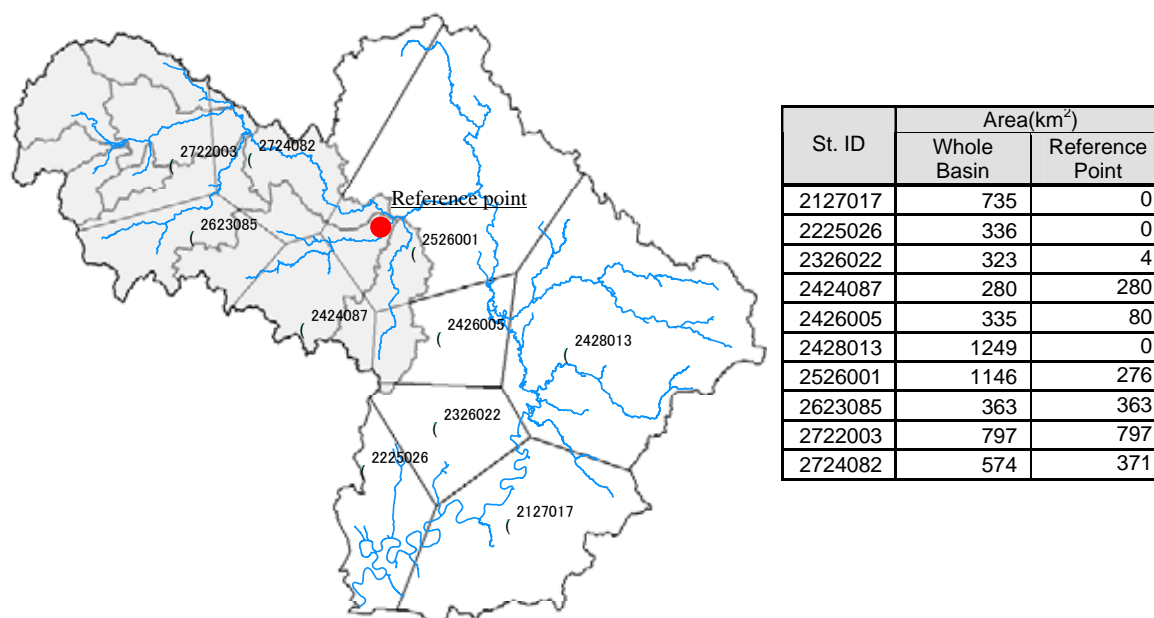 2722003
2724082
Reference point
2623085
2526001
2424087
2426005
2428013
2326022
2225026
2127017
St. ID Area(km²)
Whole Basin Reference Point
2127017 735 0
2225026 336 0
2326022 323 4
2424087 280 280
2426005 335 80
2428013 1249 0
2526001 1146 276
2623085 363 363
2722003 797 797
2724082 574 371